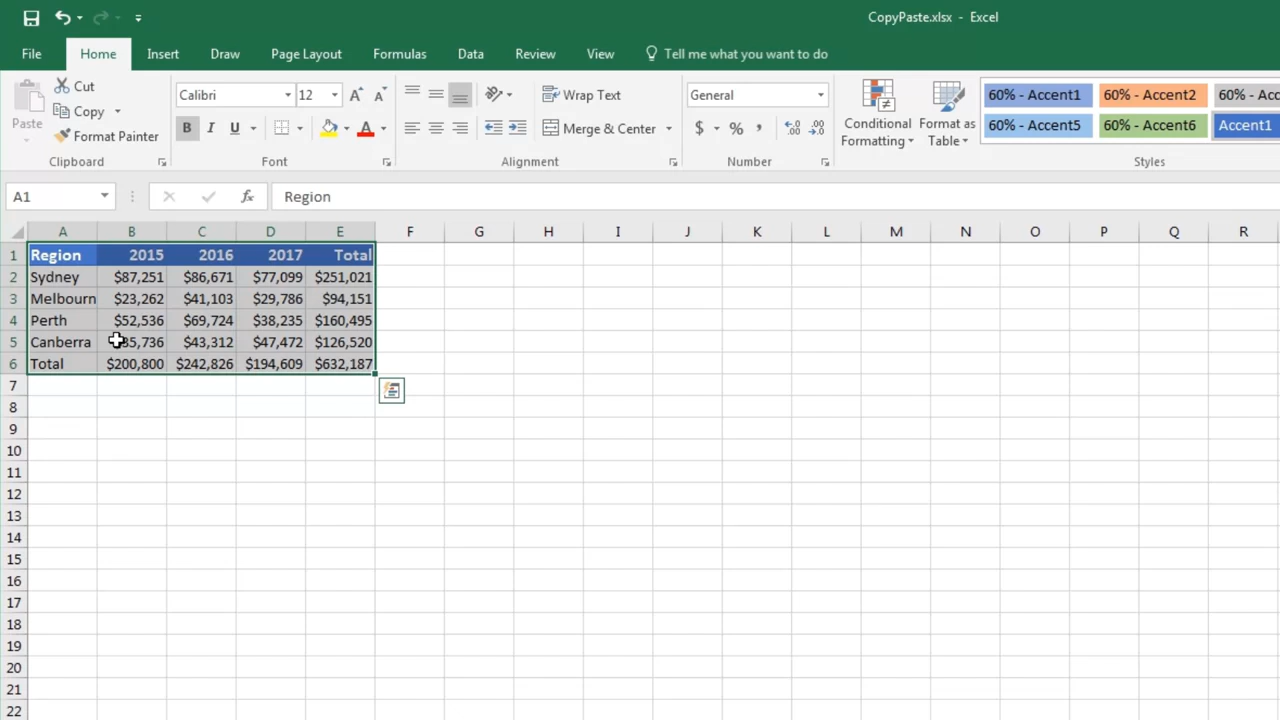 CopyPaste.xlsx - Excel
File Home Insert Draw Page Layout Formulas Data Review View Tell me what you want to do
Paste
Cut
Copy
Format Painter
Clipboard
Calibri 12 A A
B I U A
Font
Wrap Text
Merge & Center
Alignment
General
$ % , .00 .00
Number
Conditional Formatting
Format as Table
60% - Accent1 60% - Accent2 60% - Acc
60% - Accent5 60% - Accent6 Accent1
Styles
A1 fx Region
A B C D E F G H I J K L M N O P Q R
1 Region 2015 2016 2017 Total
2 Sydney $87,251 $86,671 $77,099 $251,021
3 Melbourn $23,262 $41,103 $29,786 $94,151
4 Perth $52,536 $69,724 $38,235 $160,495
5 Canberra 35,736 $43,312 $47,472 $126,520
6 Total $200,800 $242,826 $194,609 $632,187
7
8
9
10
11
12
13
14
15
16
17
18
19
20
21
22